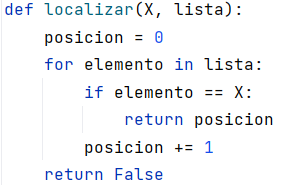 def localizar(X, lista):
    posicion = 0
    for elemento in lista:
        if elemento == X:
            return posicion
        posicion += 1
    return False